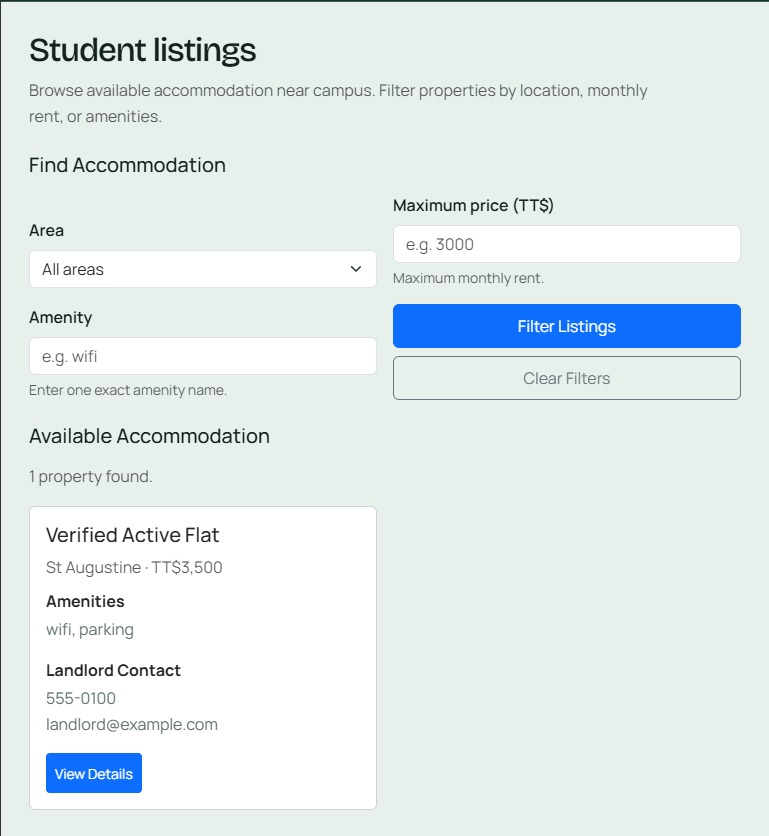 Student listings
Browse available accommodation near campus. Filter properties by location, monthly
rent, or amenities.
Find Accommodation
Area
All areas
Maximum price (TT$)
e.g. 3000
Maximum monthly rent.
Amenity
e.g. wifi
Enter one exact amenity name.
Filter Listings
Clear Filters
Available Accommodation
1 property found.
Verified Active Flat
St Augustine · TT$3,500
Amenities
wifi, parking
Landlord Contact
555-0100
landlord@example.com
View Details